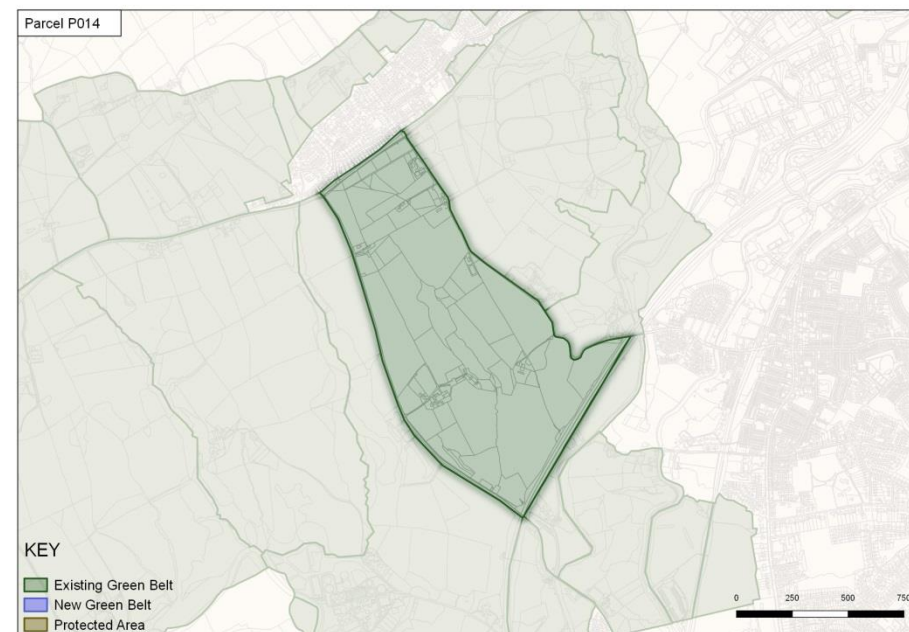 Parcel P014
KEY
Existing Green Belt
New Green Belt
Protected Area
0 250 500 750